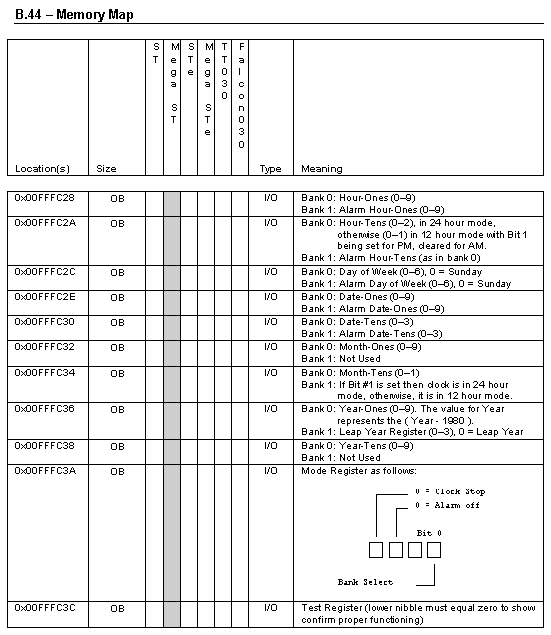 B.44 – Memory Map
Location(s) Size ST Mega ST STe Mega STe TT030 Falcon030 Type Meaning
0x00FFFC28 OB I/O Bank 0: Hour-Ones (0–9)
Bank 1: Alarm Hour-Ones (0–9)
0x00FFFC2A OB I/O Bank 0: Hour-Tens (0–2), in 24 hour mode,
otherwise (0–1) in 12 hour mode with Bit 1
being set for PM, cleared for AM.
Bank 1: Alarm Hour-Tens (as in bank 0)
0x00FFFC2C OB I/O Bank 0: Day of Week (0–6), 0 = Sunday
Bank 1: Alarm Day of Week (0–6), 0 = Sunday
0x00FFFC2E OB I/O Bank 0: Date-Ones (0–9)
Bank 1: Alarm Date-Ones (0–9)
0x00FFFC30 OB I/O Bank 0: Date-Tens (0–3)
Bank 1: Alarm Date-Tens (0–3)
0x00FFFC32 OB I/O Bank 0: Month-Ones (0–9)
Bank 1: Not Used
0x00FFFC34 OB I/O Bank 0: Month-Tens (0–1)
Bank 1: If Bit #1 is set then clock is in 24 hour
mode, otherwise, it is in 12 hour mode.
0x00FFFC36 OB I/O Bank 0: Year-Ones (0–9). The value for Year
represents the ( Year - 1980 ).
Bank 1: Leap Year Register (0–3), 0 = Leap Year
0x00FFFC38 OB I/O Bank 0: Year-Tens (0–9)
Bank 1: Not Used
0x00FFFC3A OB I/O Mode Register as follows:
0 = Clock Stop
0 = Alarm off
Bit 0
Bank Select
0x00FFFC3C OB I/O Test Register (lower nibble must equal zero to show
confirm proper functioning)